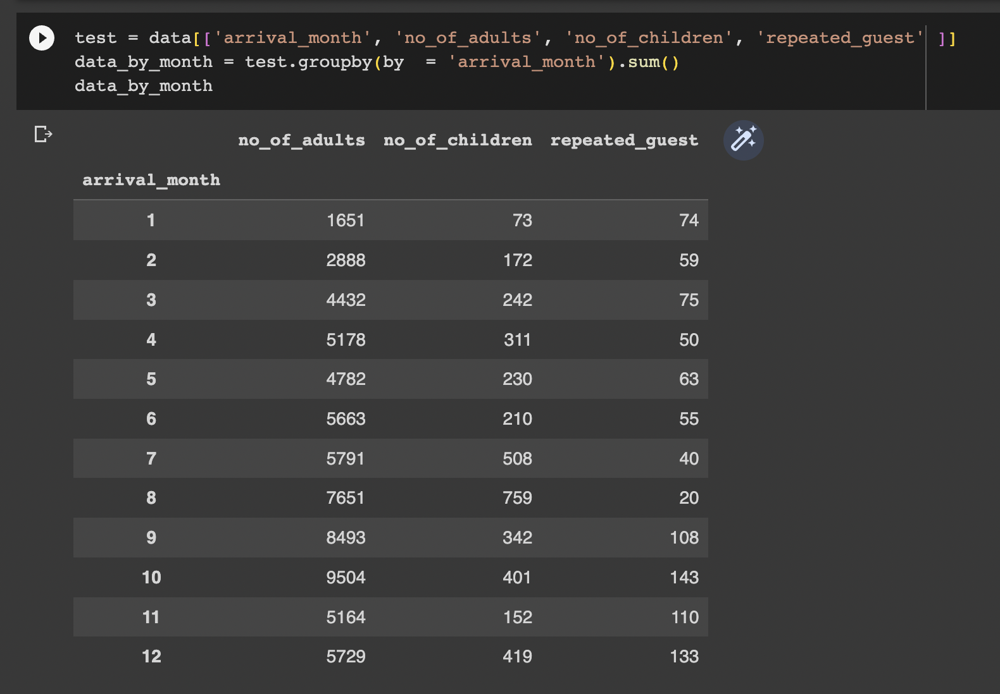 test = data[['arrival_month', 'no_of_adults', 'no_of_children', 'repeated_guest' ]]
data_by_month = test.groupby(by  = 'arrival_month').sum()
data_by_month
no_of_adults no_of_children repeated_guest
arrival_month
1 1651 73 74
2 2888 172 59
3 4432 242 75
4 5178 311 50
5 4782 230 63
6 5663 210 55
7 5791 508 40
8 7651 759 20
9 8493 342 108
10 9504 401 143
11 5164 152 110
12 5729 419 133